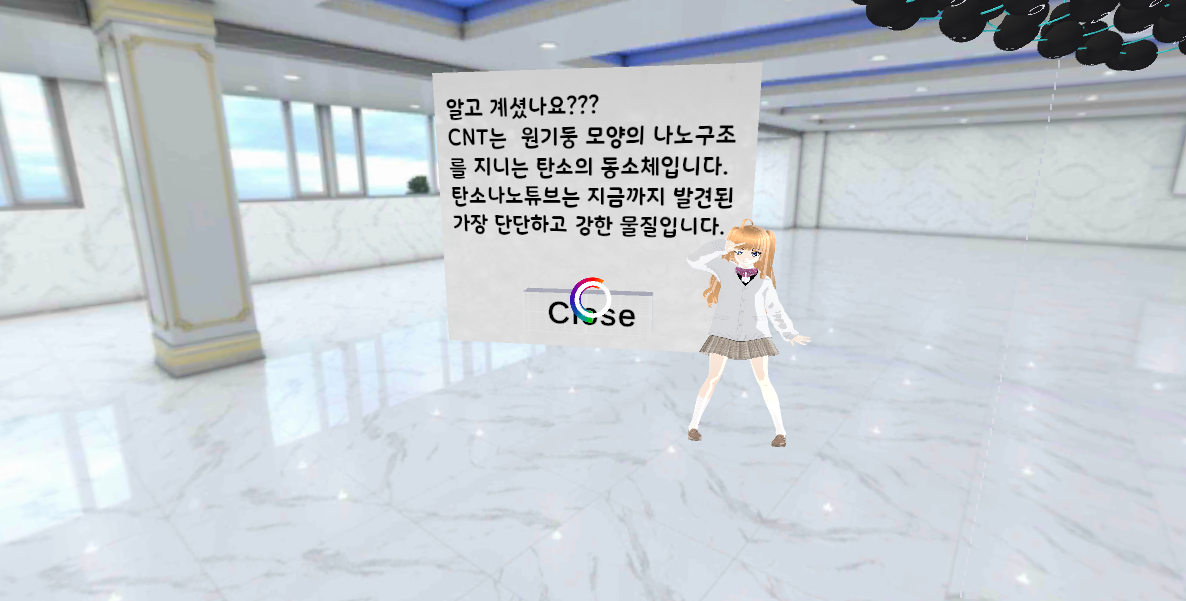 알고 계셨나요???
CNT는 원기둥 모양의 나노구조
를 지니는 탄소의 동소체입니다.
탄소나노튜브는 지금까지 발견된
가장 단단하고 강한 물질입니다.
Close